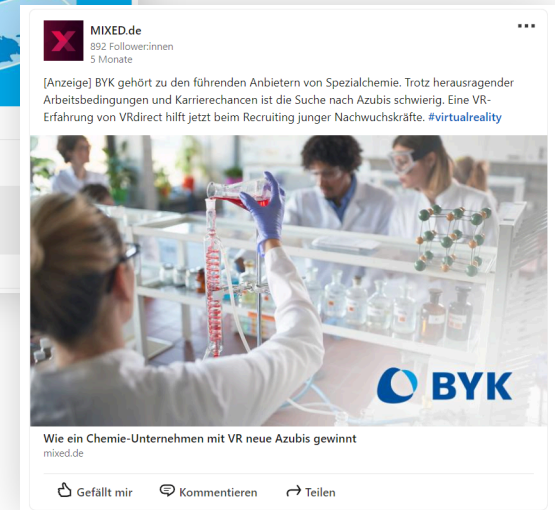 MIXED.de
892 Follower:innen
5 Monate
[Anzeige] BYK gehört zu den führenden Anbietern von Spezialchemie. Trotz herausragender
Arbeitsbedingungen und Karrierechancen ist die Suche nach Azubis schwierig. Eine VR-
Erfahrung von VRdirect hilft jetzt beim Recruiting junger Nachwuchskräfte. #virtualreality
BYK
Wie ein Chemie-Unternehmen mit VR neue Azubis gewinnt
mixed.de
Gefällt mir Kommentieren Teilen